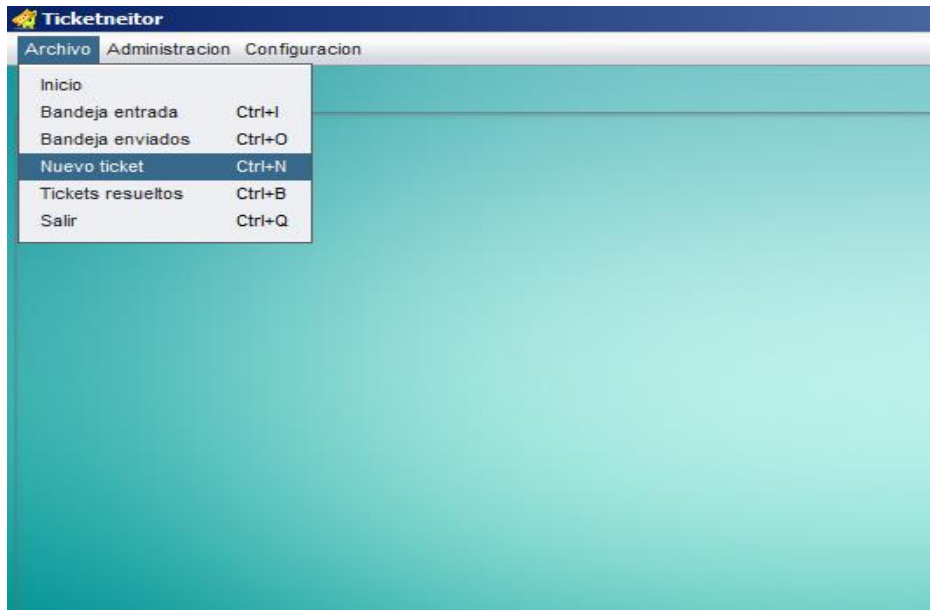 Ticketneitor
Archivo Administracion Configuracion
Inicio
Bandeja entrada Ctrl+I
Bandeja enviados Ctrl+O
Nuevo ticket Ctrl+N
Tickets resueltos Ctrl+B
Salir Ctrl+Q